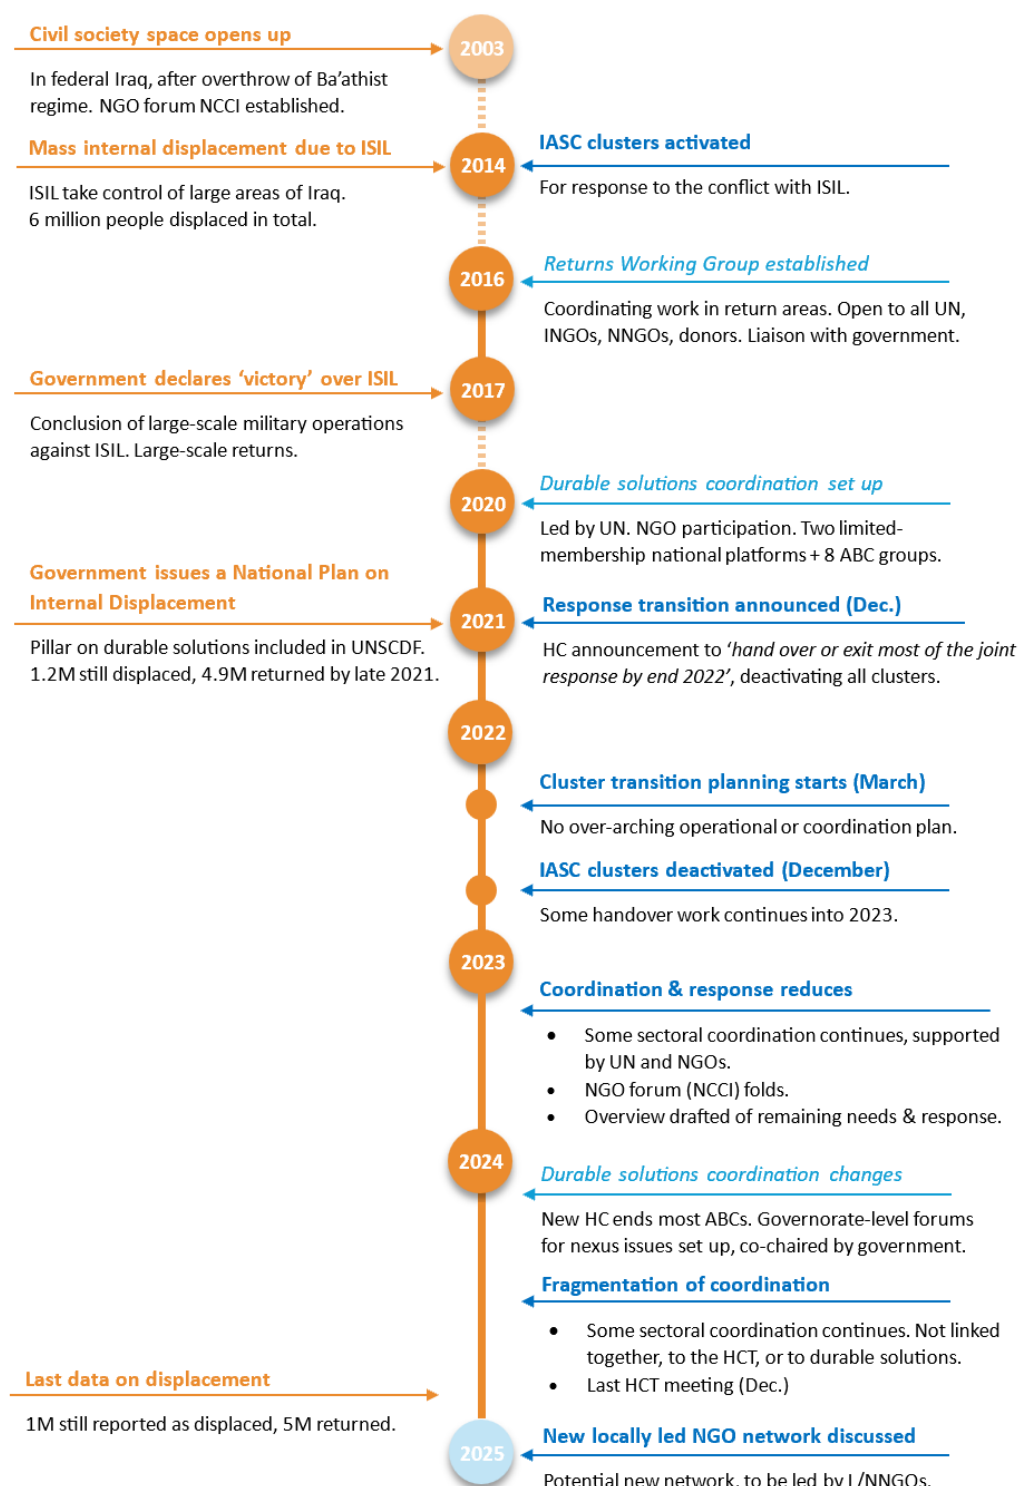 Civil society space opens up
2003
In federal Iraq, after overthrow of Ba'athist
regime. NGO forum NCCI established.
Mass internal displacement due to ISIL
2014
IASC clusters activated
ISIL take control of large areas of Iraq.
6 million people displaced in total.
For response to the conflict with ISIL.
2016
Returns Working Group established
Coordinating work in return areas. Open to all UN,
INGOs, NNGOs, donors. Liaison with government.
Government declares ‘victory’ over ISIL
2017
Conclusion of large-scale military operations
against ISIL. Large-scale returns.
2020
Durable solutions coordination set up
Led by UN. NGO participation. Two limited-
membership national platforms + 8 ABC groups.
Government issues a National Plan on
Internal Displacement
2021
Response transition announced (Dec.)
Pillar on durable solutions included in UNSCDF.
1.2M still displaced, 4.9M returned by late 2021.
HC announcement to ‘hand over or exit most of the joint
response by end 2022’, deactivating all clusters.
2022
Cluster transition planning starts (March)
No over-arching operational or coordination plan.
IASC clusters deactivated (December)
Some handover work continues into 2023.
2023
Coordination & response reduces
• Some sectoral coordination continues, supported
by UN and NGOs.
• NGO forum (NCCI) folds.
• Overview drafted of remaining needs & response.
2024
Durable solutions coordination changes
New HC ends most ABCs. Governorate-level forums
for nexus issues set up, co-chaired by government.
Fragmentation of coordination
• Some sectoral coordination continues. Not linked
together, to the HCT, or to durable solutions.
• Last HCT meeting (Dec.)
Last data on displacement
1M still reported as displaced, 5M returned.
2025
New locally led NGO network discussed
Potential new network, to be led by L/NNGOs.